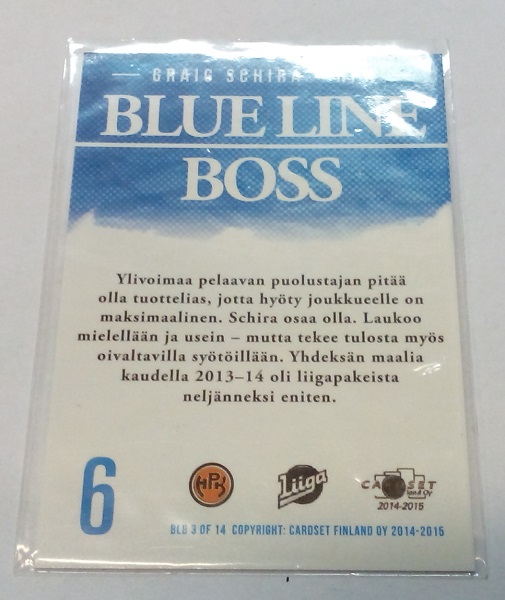 CRAIG SCHIRA
BLUE LINE
BOSS
Ylivoimaa pelaavan puolustajan pitää
olla tuottelias, jotta hyöty joukkueelle on
maksimaalinen. Schira osaa olla. Laukoo
mielellään ja usein – mutta tekee tulosta myös
oivaltavilla syötöillään. Yhdeksän maalia
kaudella 2013–14 oli liigapakeista
neljänneksi eniten.
6
HPK
Liiga
CARDSET
Finland Oy
2014-2015
BLB 3 OF 14 COPYRIGHT: CARDSET FINLAND OY 2014-2015